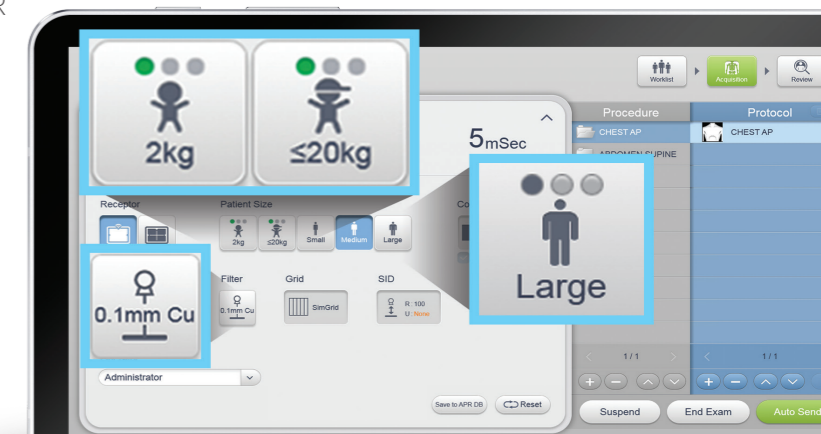 R
Worklist
Acquisition
Review
2kg
≤20kg
5mSec
Procedure
Protocol
CHEST AP
CHEST AP
ABDOMEN SUPINE
Receptor
Patient Size
2kg
≤20kg
Small
Medium
Large
Large
0.1mm Cu
Filter
Grid
SID
0.1mm Cu
SimGrid
R: 100
U: None
1/1
1/1
Administrator
Save to APR DB
Reset
Suspend
End Exam
Auto Send